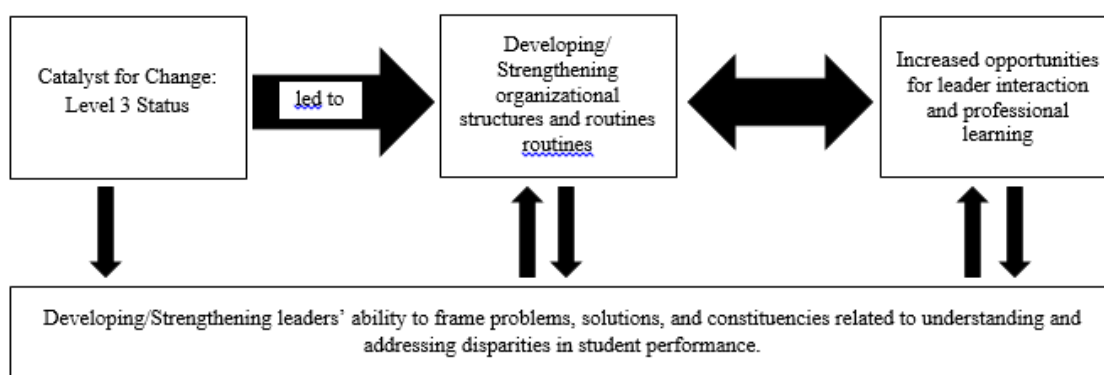 Catalyst for Change:
Level 3 Status
led to
Developing/
Strengthening
organizational
structures and routines
routines
Increased opportunities
for leader interaction
and professional
learning
Developing/Strengthening leaders’ ability to frame problems, solutions, and constituencies related to understanding and
addressing disparities in student performance.